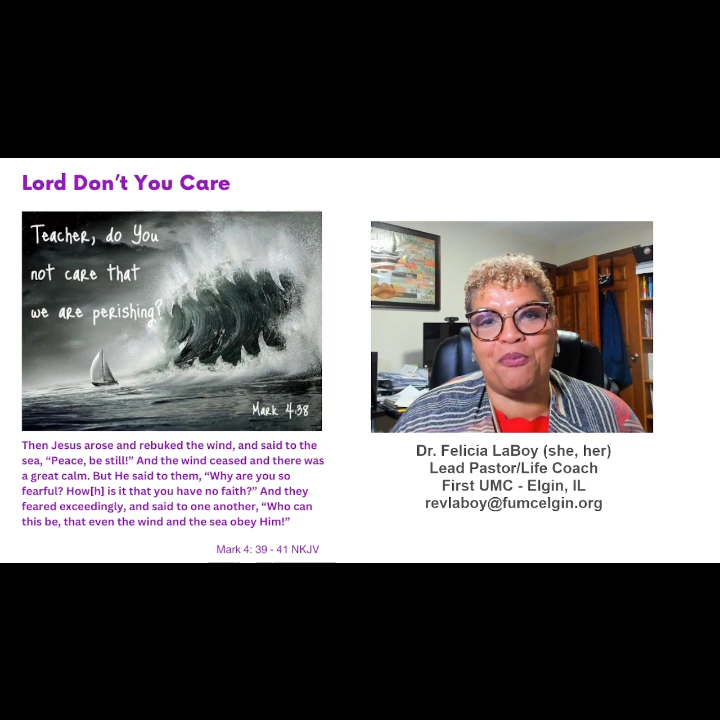 Lord Don't You Care
Teacher, do You
not care that
we are perishing?
Mark 4:38
Then Jesus arose and rebuked the wind, and said to the
sea, “Peace, be still!” And the wind ceased and there was
a great calm. But He said to them, “Why are you so
fearful? How[h] is it that you have no faith?” And they
feared exceedingly, and said to one another, “Who can
this be, that even the wind and the sea obey Him!”
Mark 4: 39 - 41 NKJV
Dr. Felicia LaBoy (she, her)
Lead Pastor/Life Coach
First UMC - Elgin, IL
revlaboy@fumcelgin.org